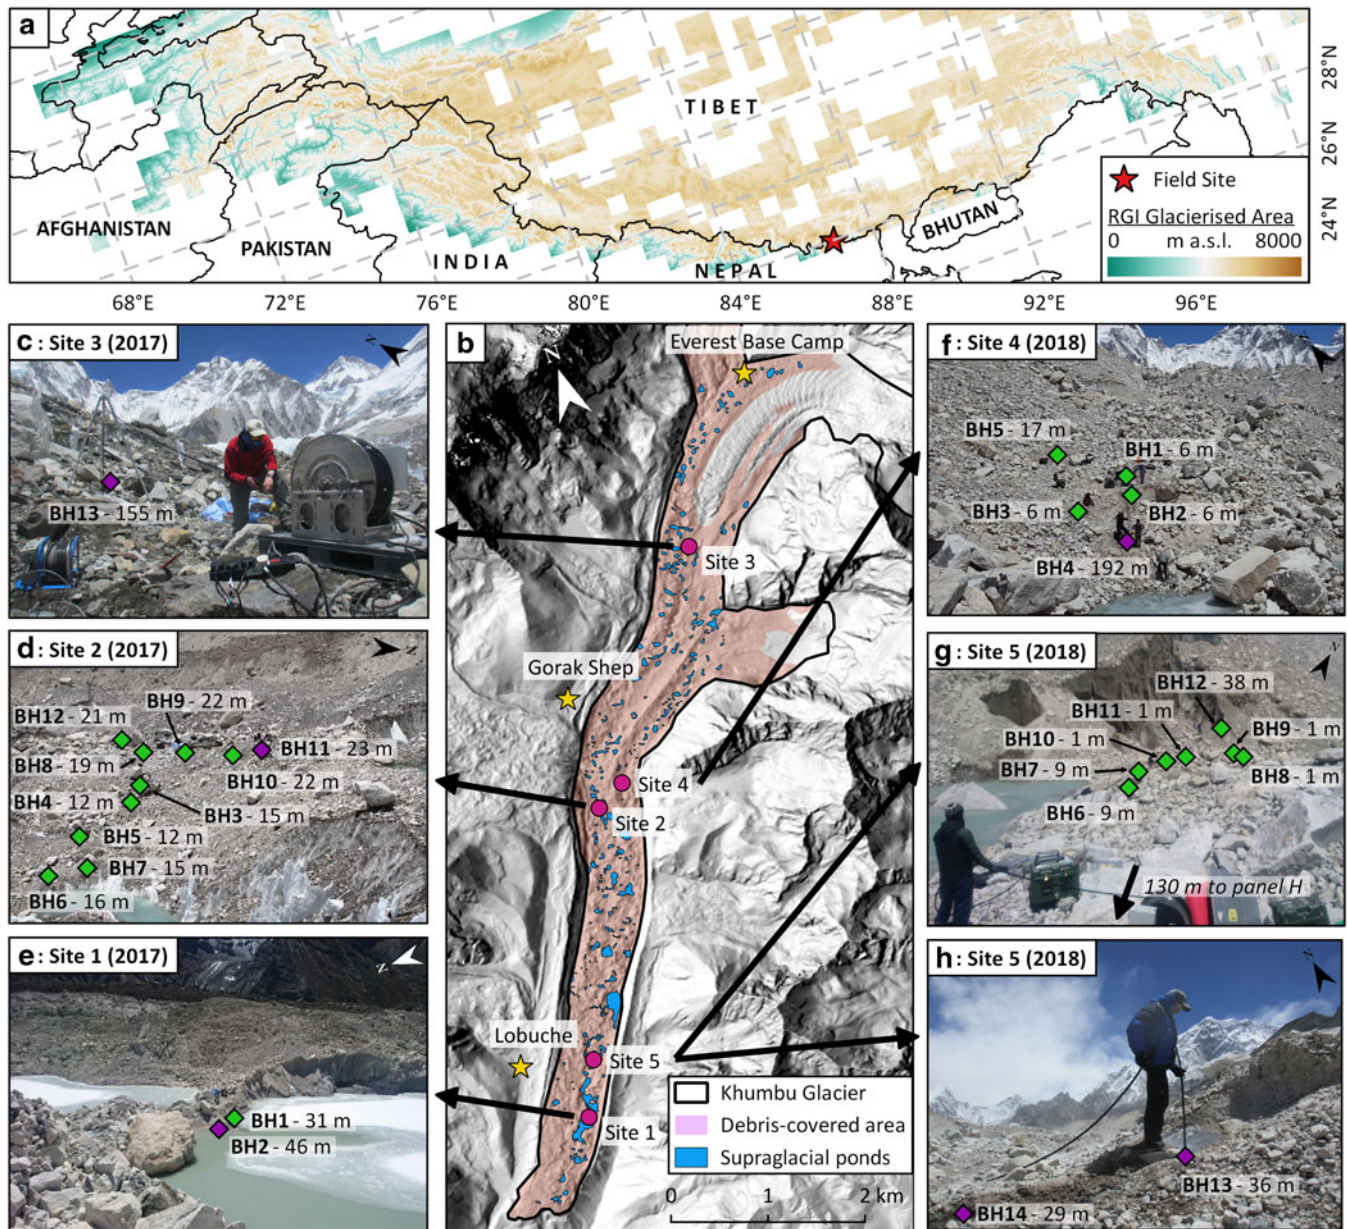 a
TIBET
AFGHANISTAN
PAKISTAN
INDIA
NEPAL
BHUTAN
28°N
26°N
24°N
Field Site
RGI Glacierised Area
0 m a.s.l. 8000
68°E 72°E 76°E 80°E 84°E 88°E 92°E 96°E
c: Site 3 (2017)
N
BH13 - 155 m
d: Site 2 (2017)
N
BH9 - 22 m
BH12 - 21 m
BH11 - 23 m
BH8 - 19 m
BH10 - 22 m
BH4 - 12 m
BH3 - 15 m
BH5 - 12 m
BH7 - 15 m
BH6 - 16 m
e: Site 1 (2017)
N
BH1 - 31 m
BH2 - 46 m
b
N
Everest Base Camp
Site 3
Gorak Shep
Site 4
Site 2
Lobuche
Site 5
Site 1
Khumbu Glacier
Debris-covered area
Supraglacial ponds
0 1 2 km
f: Site 4 (2018)
N
BH5 - 17 m
BH1 - 6 m
BH3 - 6 m
BH2 - 6 m
BH4 - 192 m
g: Site 5 (2018)
N
BH12 - 38 m
BH11 - 1 m
BH9 - 1 m
BH10 - 1 m
BH7 - 9 m
BH8 - 1 m
BH6 - 9 m
130 m to panel H
h: Site 5 (2018)
N
BH13 - 36 m
BH14 - 29 m